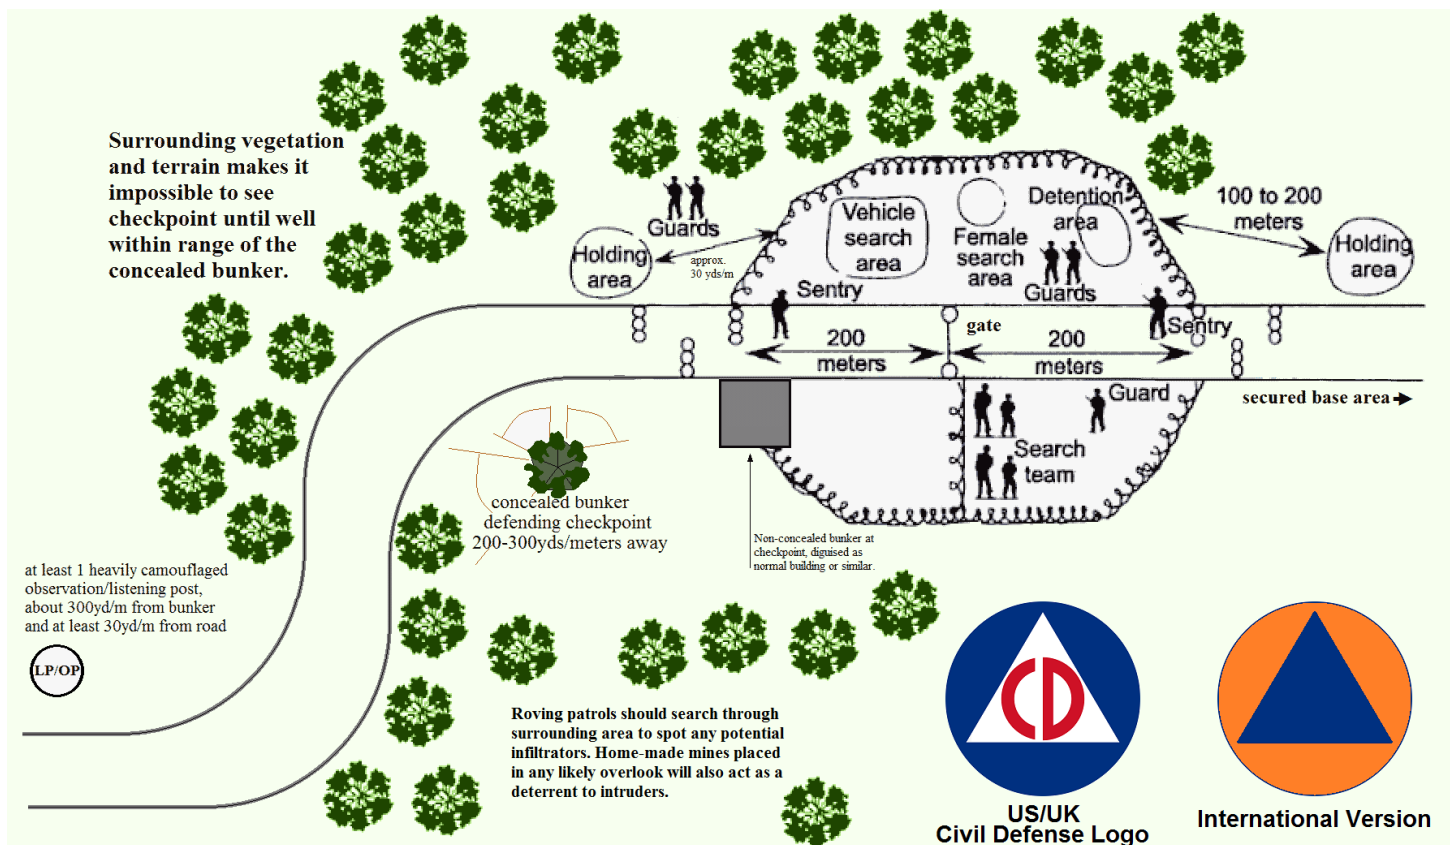 Surrounding vegetation
and terrain makes it
impossible to see
checkpoint until well
within range of the
concealed bunker.
Guards
Holding
area
approx.
30 yds/m
Vehicle
search
area
Female
search
area
Detention
area
Guards
100 to 200
meters
Holding
area
Sentry
Sentry
gate
200
meters
200
meters
secured base area
Guard
Search
team
concealed bunker
defending checkpoint
200-300yds/meters away
Non-concealed bunker at
checkpoint, diguised as
normal building or similar.
at least 1 heavily camouflaged
observation/listening post,
about 300yd/m from bunker
and at least 30yd/m from road
LP/OP
Roving patrols should search through
surrounding area to spot any potential
infiltrators. Home-made mines placed
in any likely overlook will also act as a
deterrent to intruders.
CD
US/UK
Civil Defense Logo
International Version